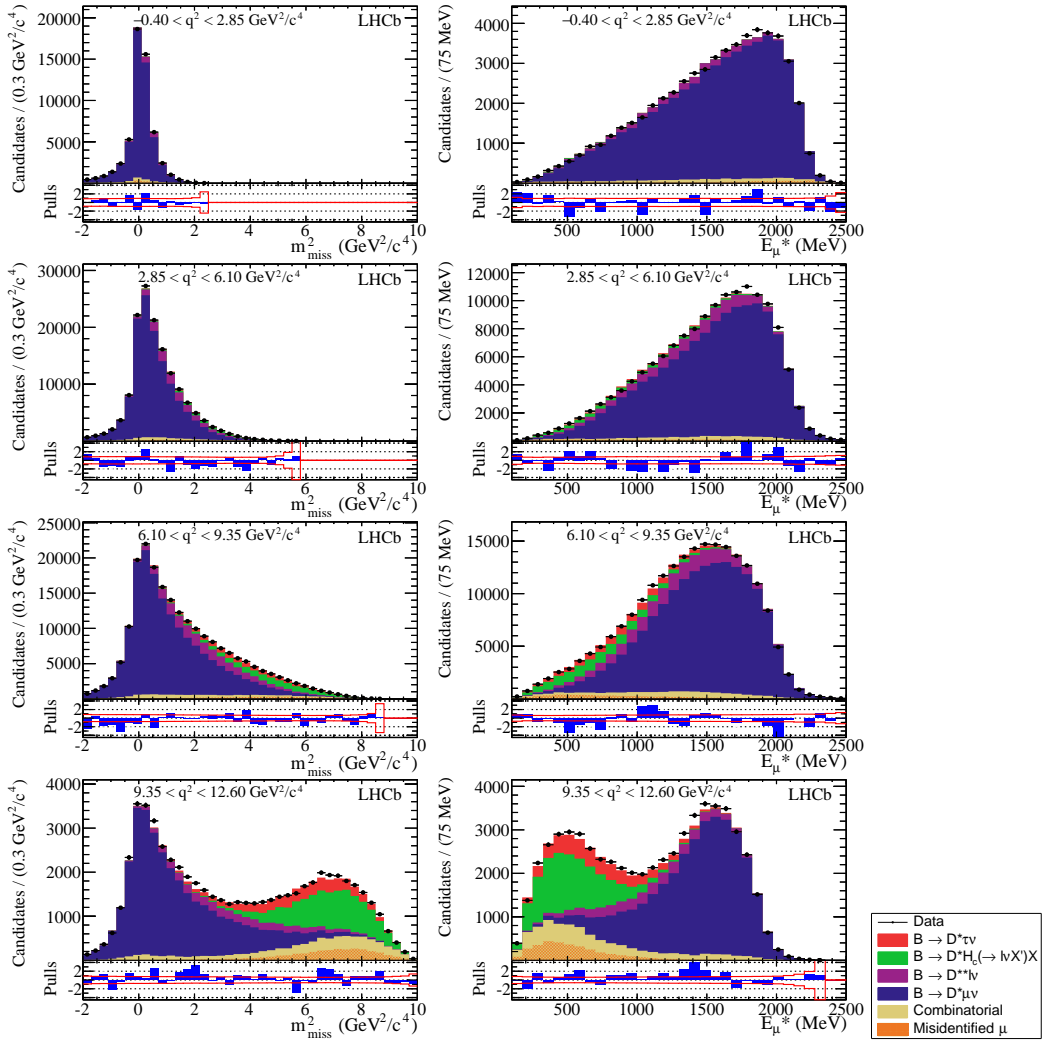 −0.40 < q² < 2.85 GeV²/c⁴
LHCb
Candidates / (0.3 GeV²/c⁴)
20000
15000
10000
5000
Pulls
2
-2
-2 0 2 4 6 8 10
m²miss (GeV²/c⁴)
−0.40 < q² < 2.85 GeV²/c⁴
LHCb
Candidates / (75 MeV)
4000
3000
2000
1000
Pulls
2
-2
500 1000 1500 2000 2500
Eμ* (MeV)
2.85 < q² < 6.10 GeV²/c⁴
LHCb
Candidates / (0.3 GeV²/c⁴)
30000
20000
10000
Pulls
2
-2
-2 0 2 4 6 8 10
m²miss (GeV²/c⁴)
2.85 < q² < 6.10 GeV²/c⁴
LHCb
Candidates / (75 MeV)
12000
10000
8000
6000
4000
2000
Pulls
2
-2
500 1000 1500 2000 2500
Eμ* (MeV)
6.10 < q² < 9.35 GeV²/c⁴
LHCb
Candidates / (0.3 GeV²/c⁴)
25000
20000
15000
10000
5000
Pulls
2
-2
-2 0 2 4 6 8 10
m²miss (GeV²/c⁴)
6.10 < q² < 9.35 GeV²/c⁴
LHCb
Candidates / (75 MeV)
15000
10000
5000
Pulls
2
-2
500 1000 1500 2000 2500
Eμ* (MeV)
9.35 < q² < 12.60 GeV²/c⁴
LHCb
Candidates / (0.3 GeV²/c⁴)
4000
3000
2000
1000
Pulls
2
-2
-2 0 2 4 6 8 10
m²miss (GeV²/c⁴)
9.35 < q² < 12.60 GeV²/c⁴
LHCb
Candidates / (75 MeV)
4000
3000
2000
1000
Pulls
2
-2
500 1000 1500 2000 2500
Eμ* (MeV)
Data
B → D*τν
B → D*Hc(→ lνX')X
B → D**lν
B → D*μν
Combinatorial
Misidentified μ